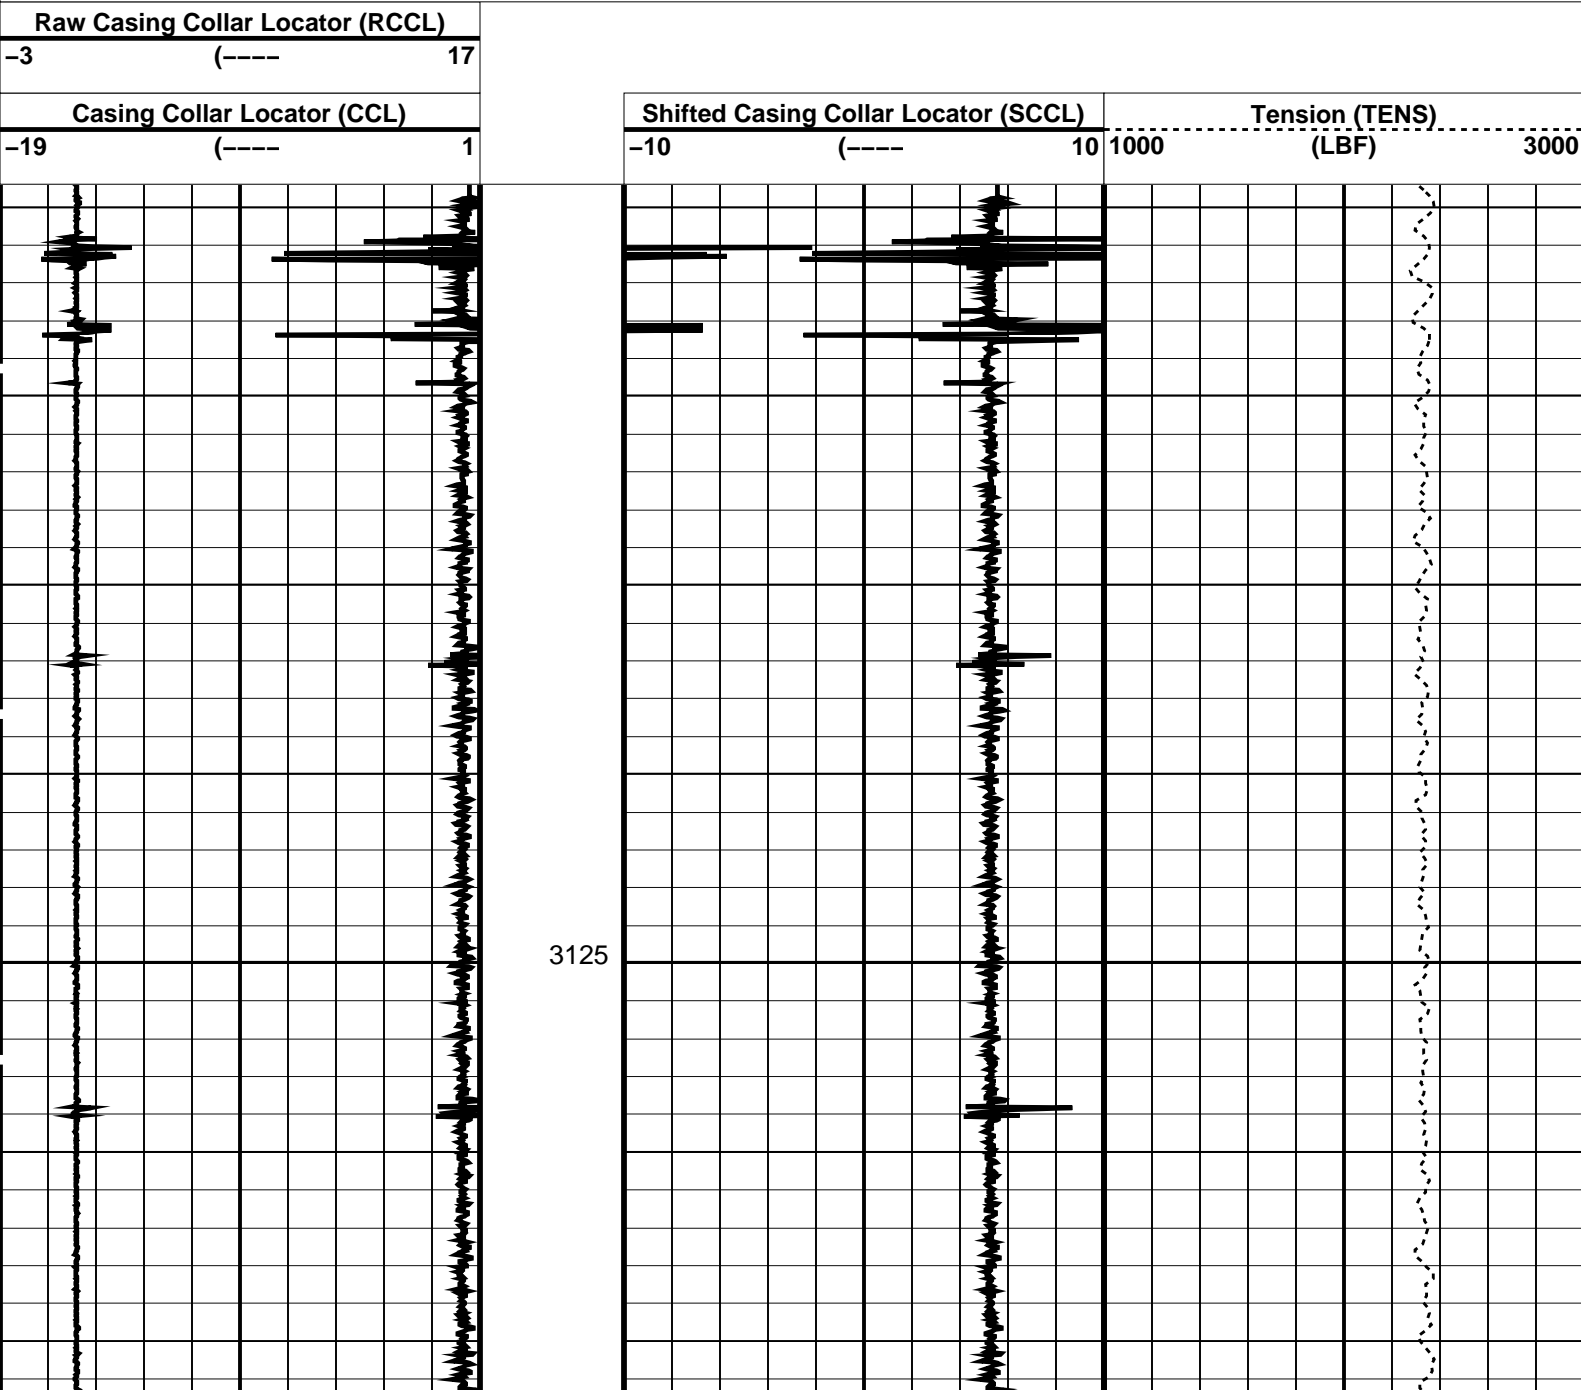 Raw Casing Collar Locator (RCCL)
−3 (−−−− 17
Casing Collar Locator (CCL)
−19 (−−−− 1
Shifted Casing Collar Locator (SCCL)
−10 (−−−− 10
Tension (TENS)
1000 (LBF) 3000
3125